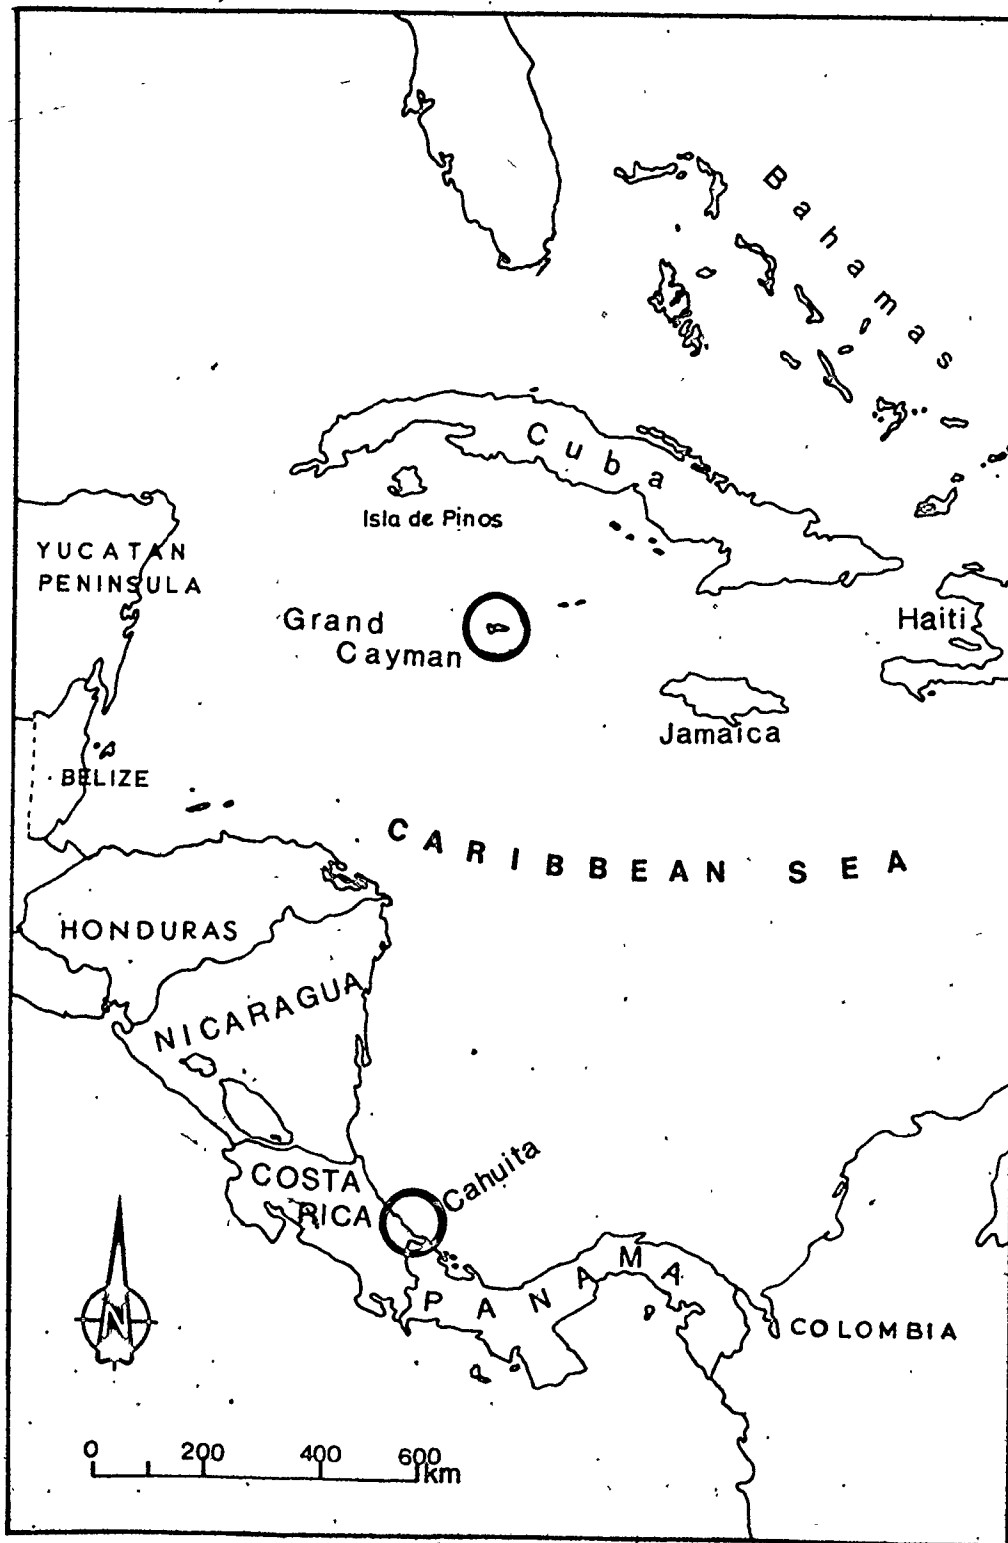 Bahamas
Cuba
Isla de Pinos
YUCATAN
PENINSULA
Grand
Cayman
Haiti
Jamaica
BELIZE
CARIBBEAN SEA
HONDURAS
NICARAGUA
COSTA
RICA
Cahuita
PANAMA
COLOMBIA
N
0 200 400 600
km